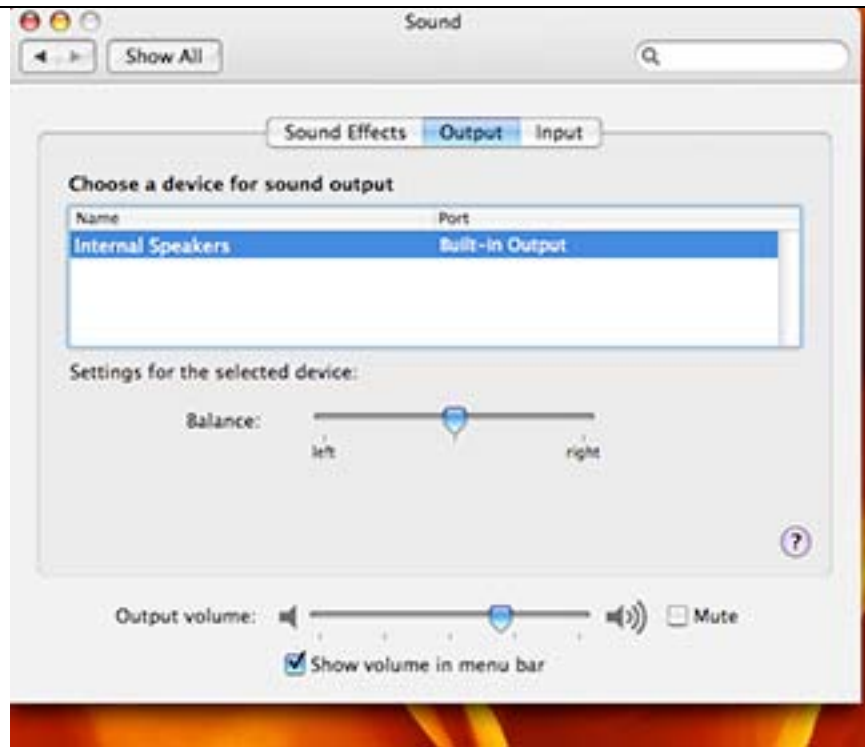 Sound
Show All
Sound Effects Output Input
Choose a device for sound output
Name Port
Internal Speakers Built-in Output
Settings for the selected device:
Balance:
left right
?
Output volume: Mute
Show volume in menu bar